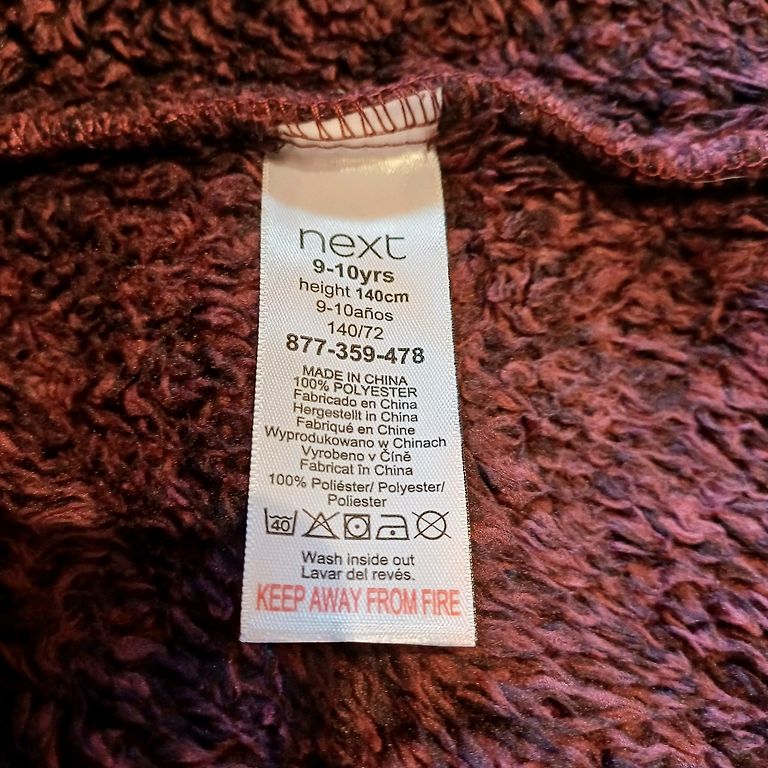 next
9-10yrs
height 140cm
9-10años
140/72
877-359-478
MADE IN CHINA
100% POLYESTER
Fabricado en China
Hergestellt in China
Fabriqué en Chine
Wyprodukowano w Chinach
Vyrobeno v Číně
Fabricat în China
100% Poliéster/ Polyester/
Poliester
40
Wash inside out
Lavar del revés.
KEEP AWAY FROM FIRE